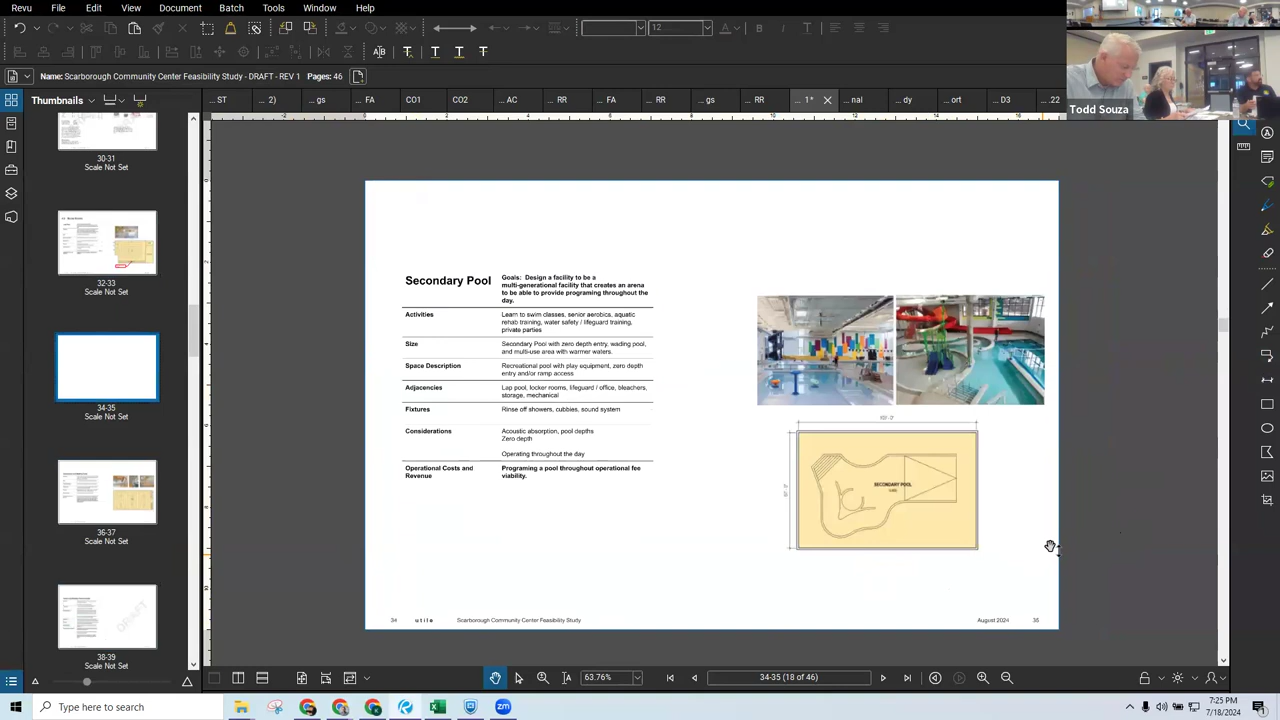 Revu File Edit View Document Batch Tools Window Help
12
B I
Name: Scarborough Community Center Feasibility Study - DRAFT - REV 1 Pages: 46
Todd Souza
Thumbnails
... ST ... 2) ... gs ... FA CO1 CO2 ... AC ... RR ... FA ... RR ... gs ... RR ... 1* ... nal ... dy ort D3 ....22
30-31
Scale Not Set
32-33
Scale Not Set
34-35
Scale Not Set
36-37
Scale Not Set
38-39
Scale Not Set
Secondary Pool
Goals: Design a facility to be a
multi-generational facility that creates an arena
to be able to provide programing throughout the
day.
Activities
Learn to swim classes, senior aerobics, aquatic
rehab training, water safety / lifeguard training,
private parties
Size
Secondary Pool with zero depth entry, wading pool,
and multi-use area with warmer waters.
Space Description
Recreational pool with play equipment, zero depth
entry and/or ramp access
Adjacencies
Lap pool, locker rooms, lifeguard / office, bleachers,
storage, mechanical
Fixtures
Rinse off showers, cubbies, sound system
Considerations
Acoustic absorption, pool depths
Zero depth
Operating throughout the day
Operational Costs and
Revenue
Programing a pool throughout operational fee
viability.
SECONDARY POOL
34 utile Scarborough Community Center Feasibility Study
August 2024 35
63.76%
34-35 (18 of 46)
Type here to search
7:25 PM
7/18/2024